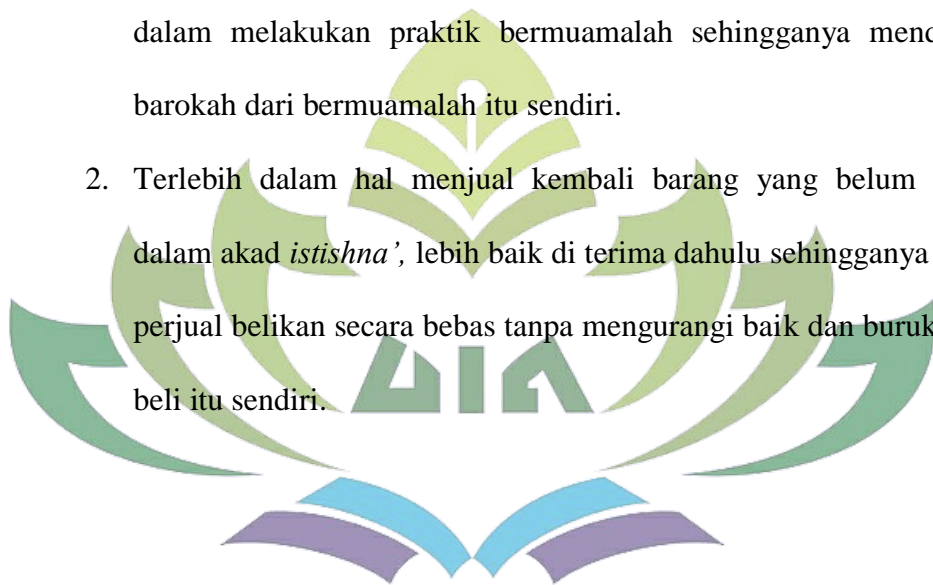 dalam melakukan praktik bermuamalah sehingganya
barokah dari bermuamalah itu sendiri.
2. Terlebih dalam hal menjual kembali barang yang belum
dalam akad istishna’, lebih baik di terima dahulu sehingganya
perjual belikan secara bebas tanpa mengurangi baik dan buruk
beli itu sendiri.
UIN